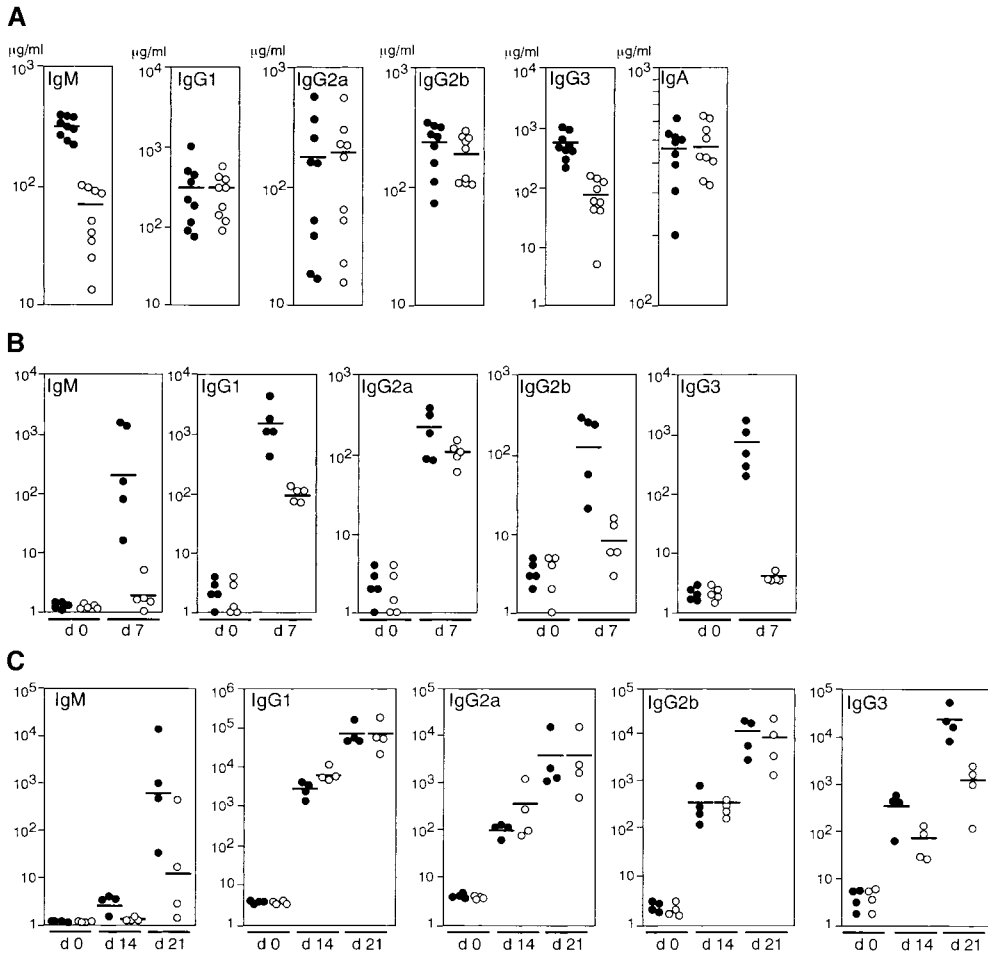 A
µg/ml µg/ml µg/ml µg/ml µg/ml µg/ml
10³ 10⁴ 10³ 10³ 10⁴ 10³
IgM IgG1 IgG2a IgG2b IgG3 IgA
10³ 10³
10² 10² 10² 10²
10²
10
10 10 10 10 1 10²
B
10⁴ 10⁴ 10³ 10³ 10⁴
IgM IgG1 IgG2a IgG2b IgG3
10³ 10³ 10² 10² 10³
10² 10² 10²
10 10 10 10 10
1 1 1 1 1
d 0 d 7 d 0 d 7 d 0 d 7 d 0 d 7 d 0 d 7
C
10⁵ 10⁶ 10⁵ 10⁵ 10⁵
IgM IgG1 IgG2a IgG2b IgG3
10⁴ 10⁵ 10⁴ 10⁴ 10⁴
10⁴
10³ 10³ 10³ 10³ 10³
10² 10² 10² 10² 10²
10 10 10 10 10
1 1 1 1 1
d 0 d 14 d 21 d 0 d 14 d 21 d 0 d 14 d 21 d 0 d 14 d 21 d 0 d 14 d 21